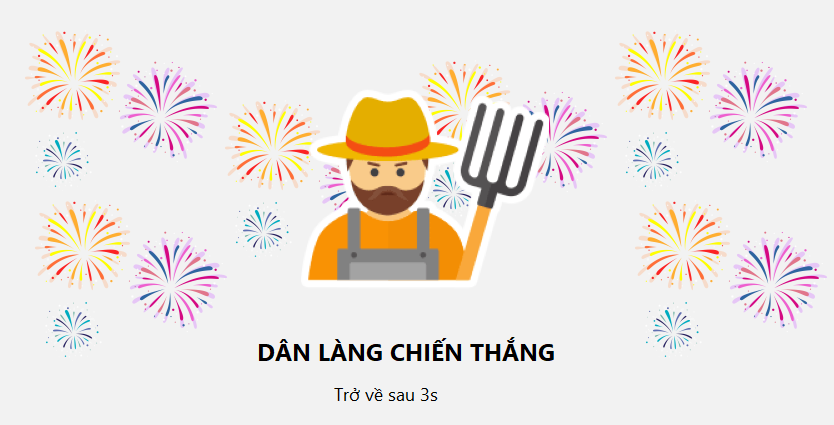 DÂN LÀNG CHIẾN THẮNG
Trở về sau 3s